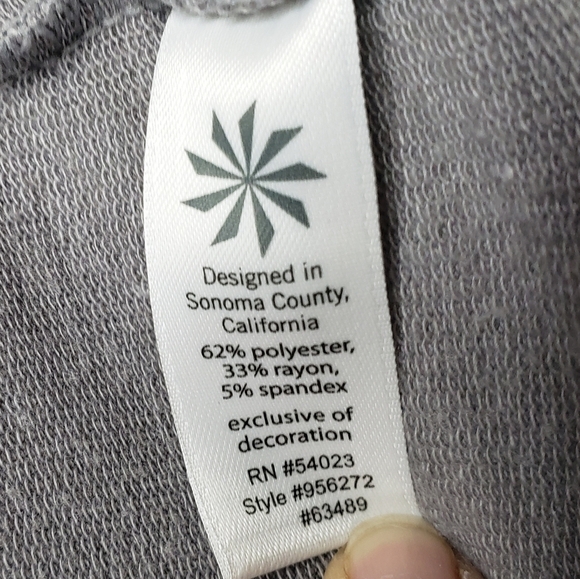 Designed in
Sonoma County,
California
62% polyester,
33% rayon,
5% spandex
exclusive of
decoration
RN #54023
Style #956272
#63489